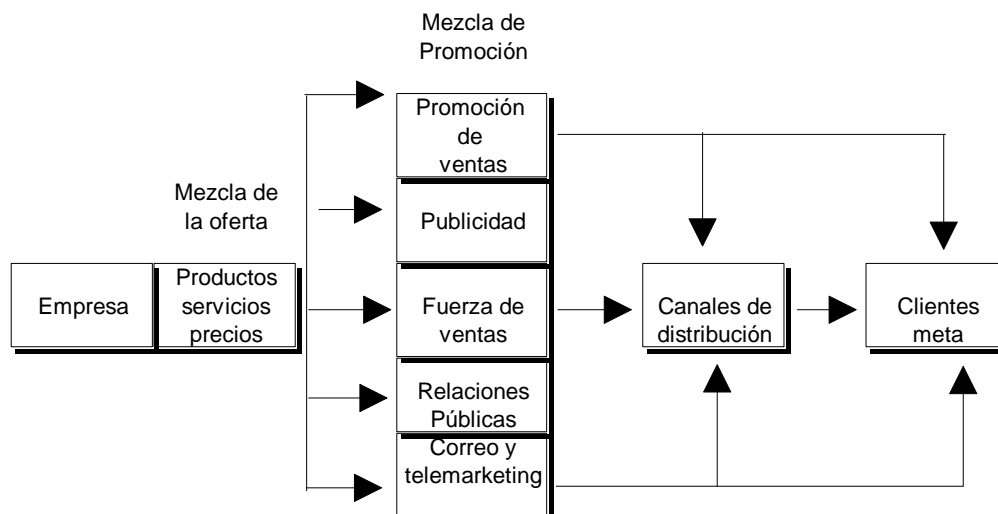 Mezcla de
Promoción
Promoción
de
ventas
Mezcla de
la oferta
Publicidad
Empresa
Productos
servicios
precios
Fuerza de
ventas
Canales de
distribución
Clientes
meta
Relaciones
Públicas
Correo y
telemarketing